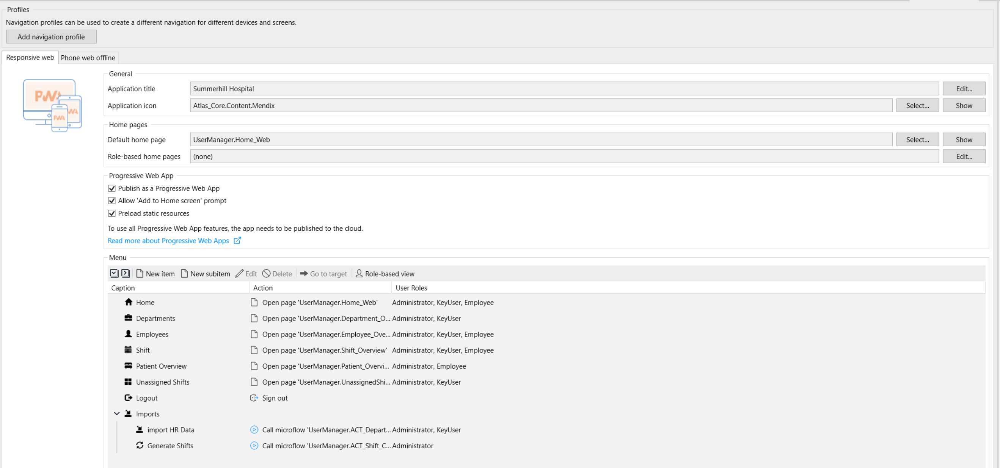 Profiles
Navigation profiles can be used to create a different navigation for different devices and screens.
Add navigation profile
Responsive web Phone web offline
PWA
PWA
PWA
General
Application title Summerhill Hospital Edit...
Application icon Atlas_Core.Content.Mendix Select... Show
Home pages
Default home page UserManager.Home_Web Select... Show
Role-based home pages (none) Edit...
Progressive Web App
Publish as a Progressive Web App
Allow 'Add to Home screen' prompt
Preload static resources
To use all Progressive Web App features, the app needs to be published to the cloud.
Read more about Progressive Web Apps
Menu
New item New subitem Edit Delete Go to target Role-based view
Caption Action User Roles
Home Open page 'UserManager.Home_Web' Administrator, KeyUser, Employee
Departments Open page 'UserManager.Department_O... Administrator, KeyUser
Employees Open page 'UserManager.Employee_Ove... Administrator, KeyUser, Employee
Shift Open page 'UserManager.Shift_Overview' Administrator, KeyUser, Employee
Patient Overview Open page 'UserManager.Patient_Overvi... Administrator, Employee
Unassigned Shifts Open page 'UserManager.UnassignedShi... Administrator, KeyUser
Logout Sign out
Imports
import HR Data Call microflow 'UserManager.ACT_Depart... Administrator, KeyUser
Generate Shifts Call microflow 'UserManager.ACT_Shift_C... Administrator